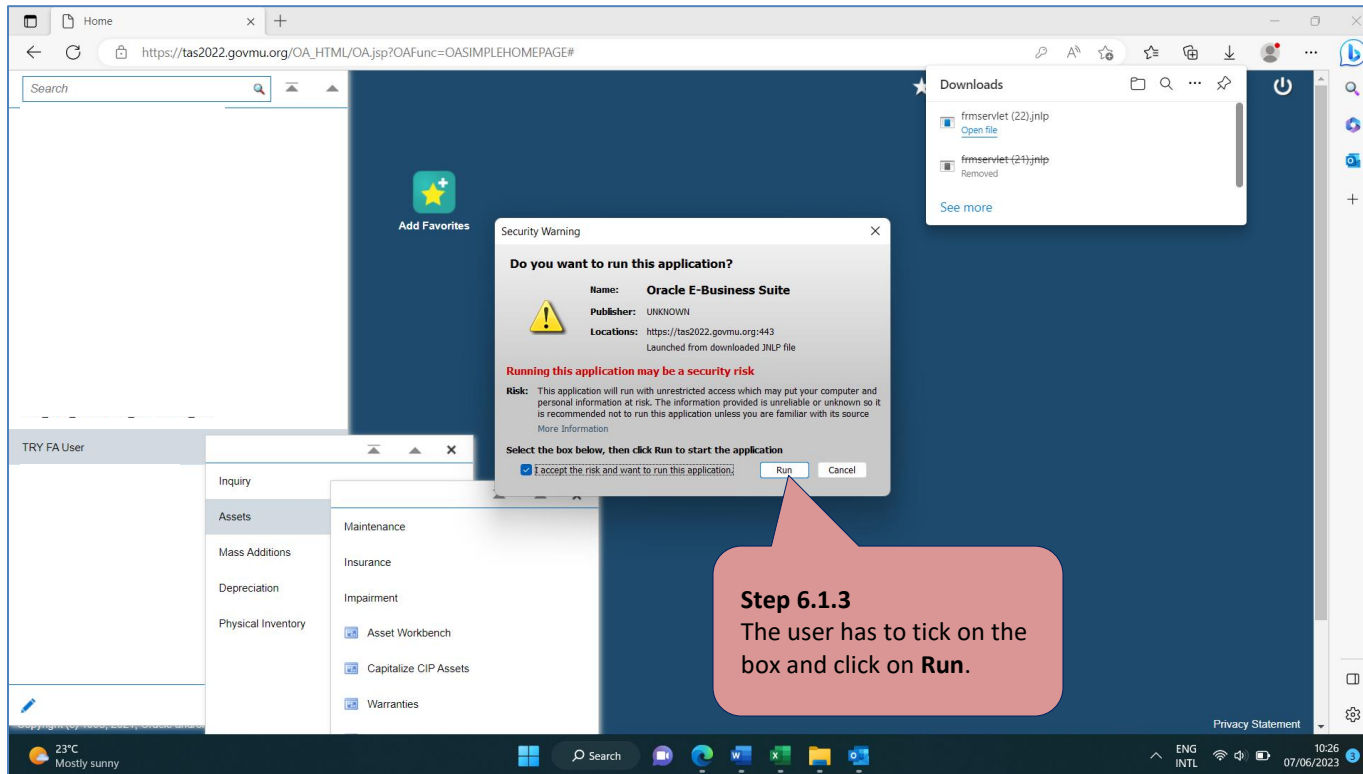 Home
https://tas2022.govmu.org/OA_HTML/OA.jsp?OAFunc=OASIMPLEHOMEPAGE#
Search
Downloads
frmservlet (22).jnlp
Open file
frmservlet (21).jnlp
Removed
See more
Add Favorites
Security Warning
Do you want to run this application?
Name: Oracle E-Business Suite
Publisher: UNKNOWN
Locations: https://tas2022.govmu.org:443
Launched from downloaded JNLP file
Running this application may be a security risk
Risk: This application will run with unrestricted access which may put your computer and
personal information at risk. The information provided is unreliable or unknown so it
is recommended not to run this application unless you are familiar with its source
More Information
Select the box below, then click Run to start the application
I accept the risk and want to run this application.
Run
Cancel
TRY FA User
Inquiry
Assets
Mass Additions
Depreciation
Physical Inventory
Maintenance
Insurance
Impairment
Asset Workbench
Capitalize CIP Assets
Warranties
Step 6.1.3
The user has to tick on the
box and click on Run.
Privacy Statement
23°C
Mostly sunny
Search
ENG
INTL
10:26
07/06/2023
3